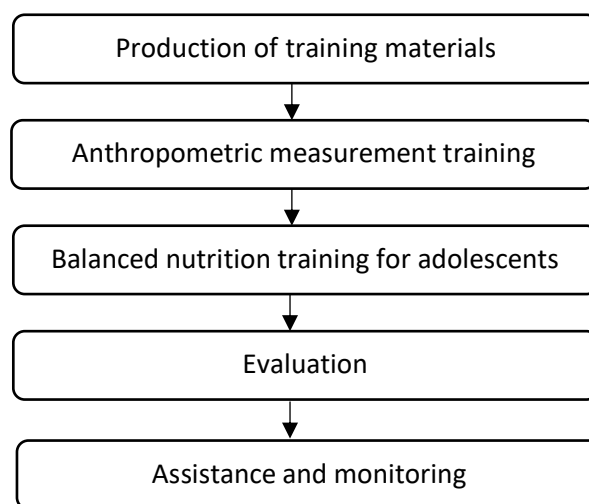 Production of training materials
Anthropometric measurement training
Balanced nutrition training for adolescents
Evaluation
Assistance and monitoring